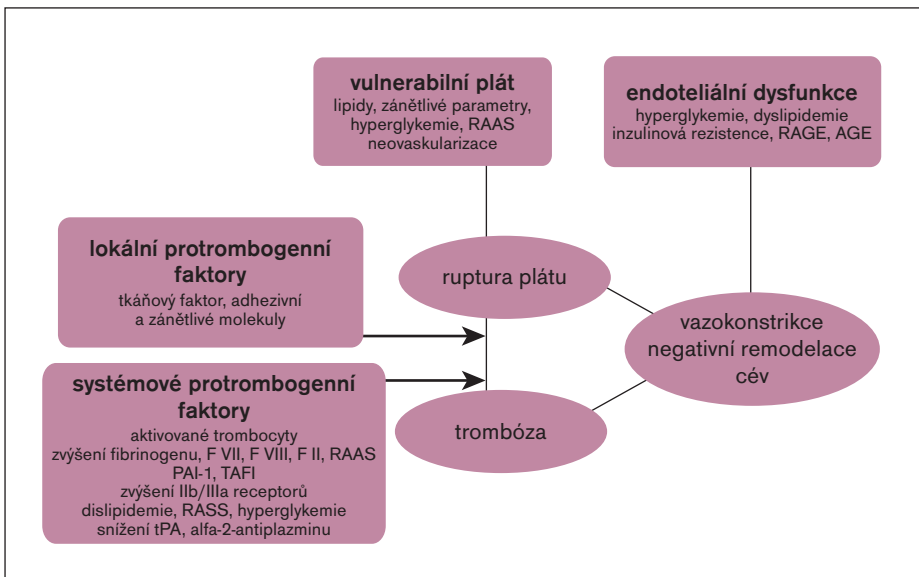 vulnerabilní plát
lipidy, zánětlivé parametry,
hyperglykemie, RAAS
neovaskularizace
endoteliální dysfunkce
hyperglykemie, dyslipidemie
inzulinová rezistence, RAGE, AGE
lokální protrombogenní
faktory
tkáňový faktor, adhezivní
a zánětlivé molekuly
ruptura plátu
vazokonstrikce
negativní remodelace
cév
systémové protrombogenní
faktory
aktivované trombocyty
zvýšení fibrinogenu, F VII, F VIII, F II, RAAS
PAI-1, TAFI
zvýšení IIb/IIIa receptorů
dislipidemie, RASS, hyperglykemie
snížení tPA, alfa-2-antiplazminu
trombóza